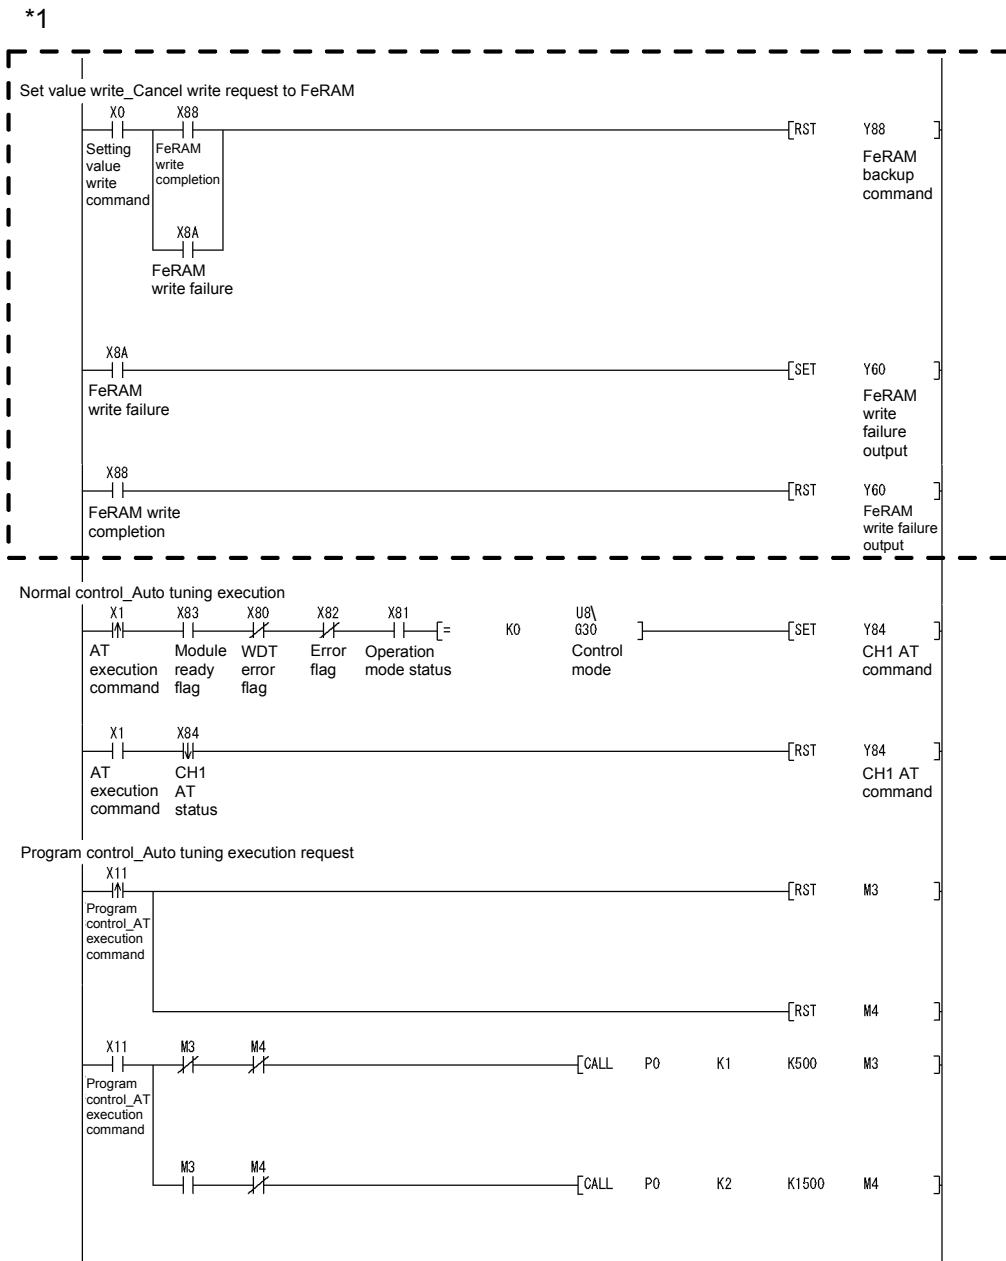 *1
Set value write_Cancel write request to FeRAM
X0 X88
RST Y88
Setting
value
write
command
FeRAM
write
completion
FeRAM
backup
command
X8A
FeRAM
write failure
X8A
SET Y60
FeRAM
write failure
FeRAM
write
failure
output
X88
RST Y60
FeRAM write
completion
FeRAM
write failure
output
Normal control_Auto tuning execution
X1 X83 X80 X82 X81 U8\
= K0 G30 SET Y84
AT
execution
command
Module
ready
flag
WDT
error
flag
Error
flag
Operation
mode status
Control
mode
CH1 AT
command
X1 X84
RST Y84
AT
execution
command
CH1
AT
status
CH1 AT
command
Program control_Auto tuning execution request
X11
RST M3
Program
control_AT
execution
command
RST M4
X11 M3 M4
CALL P0 K1 K500 M3
Program
control_AT
execution
command
M3 M4
CALL P0 K2 K1500 M4